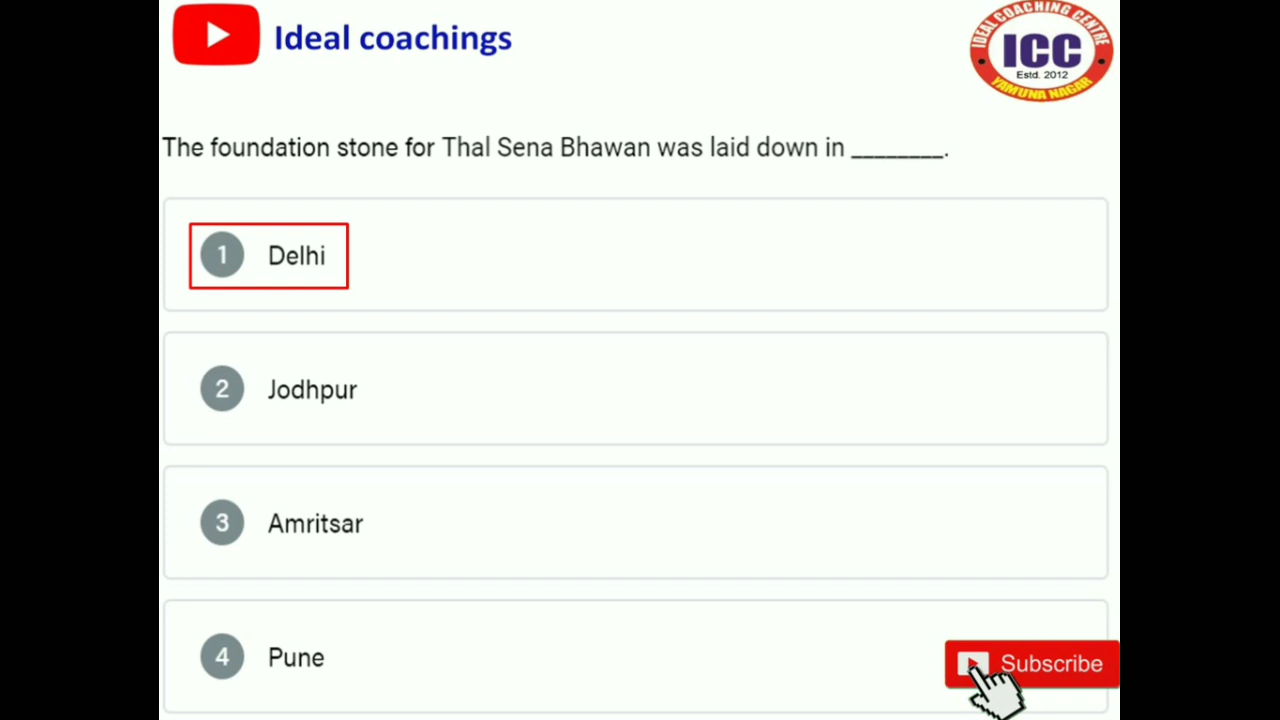 Ideal coachings
IDEAL COACHING CENTRE
ICC
Estd. 2012
YAMUNA NAGAR
The foundation stone for Thal Sena Bhawan was laid down in ________.
1 Delhi
2 Jodhpur
3 Amritsar
4 Pune
Subscribe